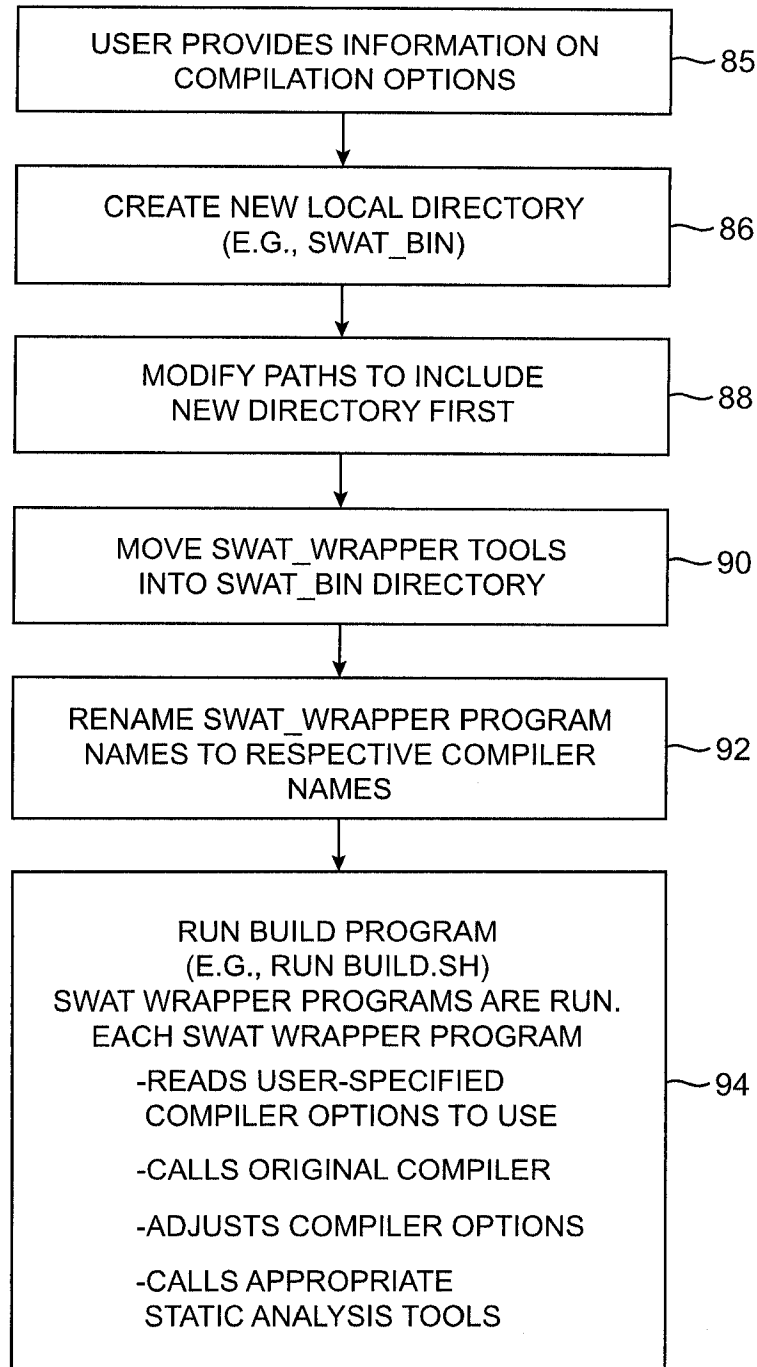 USER PROVIDES INFORMATION ON
COMPILATION OPTIONS
85
CREATE NEW LOCAL DIRECTORY
(E.G., SWAT_BIN)
86
MODIFY PATHS TO INCLUDE
NEW DIRECTORY FIRST
88
MOVE SWAT_WRAPPER TOOLS
INTO SWAT_BIN DIRECTORY
90
RENAME SWAT_WRAPPER PROGRAM
NAMES TO RESPECTIVE COMPILER
NAMES
92
RUN BUILD PROGRAM
(E.G., RUN BUILD.SH)
SWAT WRAPPER PROGRAMS ARE RUN.
EACH SWAT WRAPPER PROGRAM
-READS USER-SPECIFIED
COMPILER OPTIONS TO USE
-CALLS ORIGINAL COMPILER
-ADJUSTS COMPILER OPTIONS
-CALLS APPROPRIATE
STATIC ANALYSIS TOOLS
94